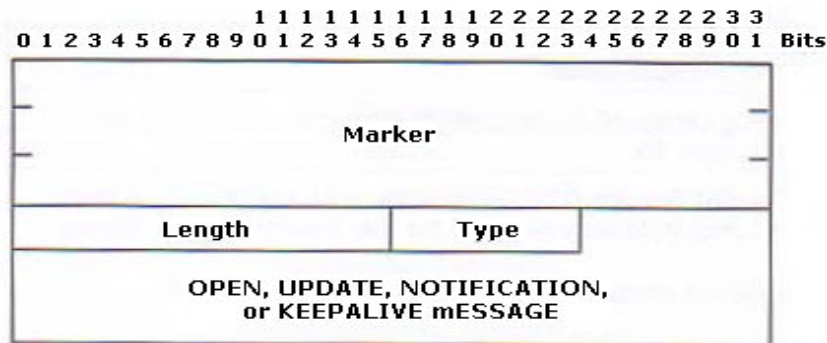 1 1 1 1 1 1 1 1 1 1 2 2 2 2 2 2 2 2 2 2 3 3
0 1 2 3 4 5 6 7 8 9 0 1 2 3 4 5 6 7 8 9 0 1 2 3 4 5 6 7 8 9 0 1 Bits
Marker
Length Type
OPEN, UPDATE, NOTIFICATION,
or KEEPALIVE mESSAGE